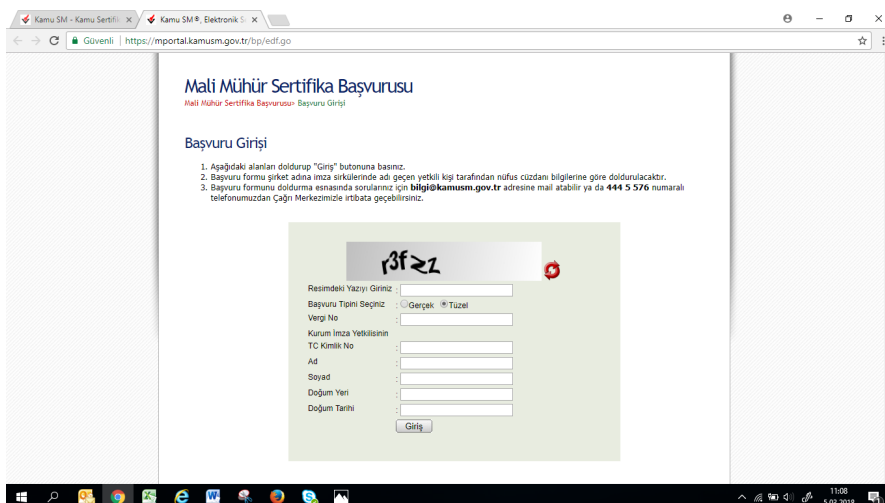 Kamu SM - Kamu Sertifik
Kamu SM®, Elektronik S
Güvenli | https://mportal.kamusm.gov.tr/bp/edf.go
Mali Mühür Sertifika Başvurusu
Mali Mühür Sertifika Başvurusu> Başvuru Girişi
Başvuru Girişi
1. Aşağıdaki alanları doldurup "Giriş" butonuna basınız.
2. Başvuru formu şirket adına imza sirkülerinde adı geçen yetkili kişi tarafından nüfus cüzdanı bilgilerine göre doldurulacaktır.
3. Başvuru formunu doldurma esnasında sorularınız için bilgi@kamusm.gov.tr adresine mail atabilir ya da 444 5 576 numaralı
telefonumuzdan Çağrı Merkezimizle irtibata geçebilirsiniz.
r3f≥z
Resimdeki Yazıyı Giriniz :
Başvuru Tipini Seçiniz : Gerçek Tüzel
Vergi No :
Kurum İmza Yetkilisinin
TC Kimlik No :
Ad :
Soyad :
Doğum Yeri :
Doğum Tarihi :
Giriş
11:08
5.03.2018